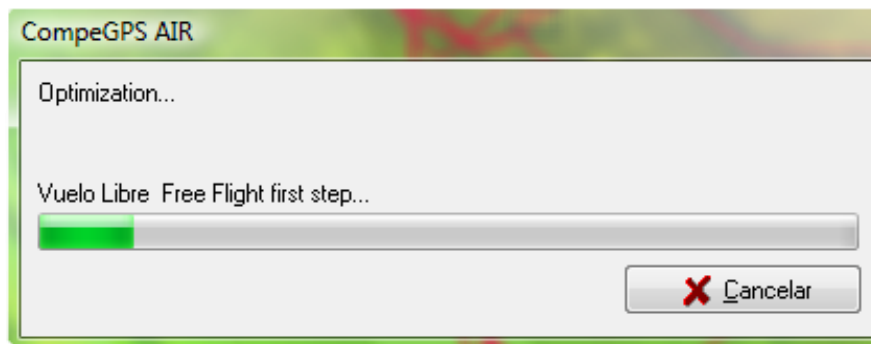 CompeGPS AIR
Optimization...
Vuelo Libre  Free Flight first step...
Cancelar